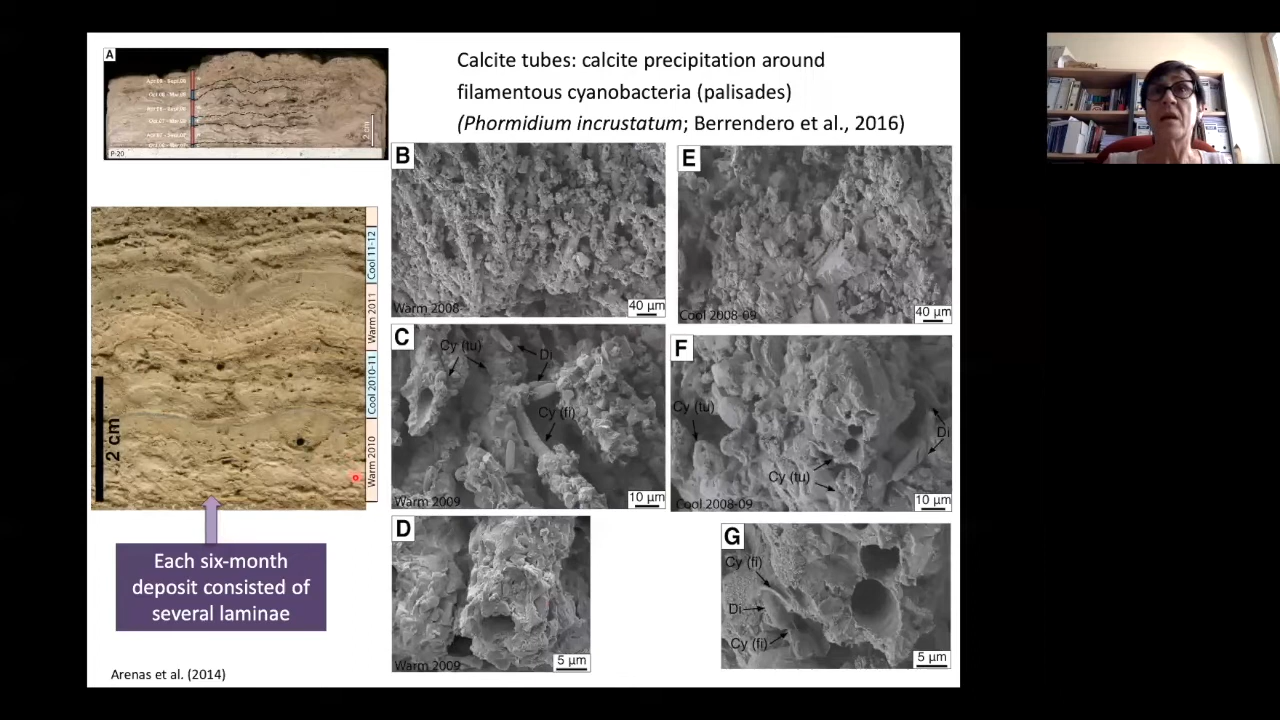 Calcite tubes: calcite precipitation around
filamentous cyanobacteria (palisades)
(Phormidium incrustatum; Berrendero et al., 2016)
A
P-20
2 cm
Cool 11-12
Warm 2011
Cool 2010-11
Warm 2010
2 cm
Each six-month
deposit consisted of
several laminae
Arenas et al. (2014)
B
Warm 2008
40 µm
E
Cool 2008-09
40 µm
C
Cy (tu)
Di
Cy (fi)
Warm 2009
10 µm
F
Cy (tu)
Di
Cy (tu)
Cool 2008-09
10 µm
D
Warm 2009
5 µm
G
Cy (fi)
Di
Cy (fi)
5 µm